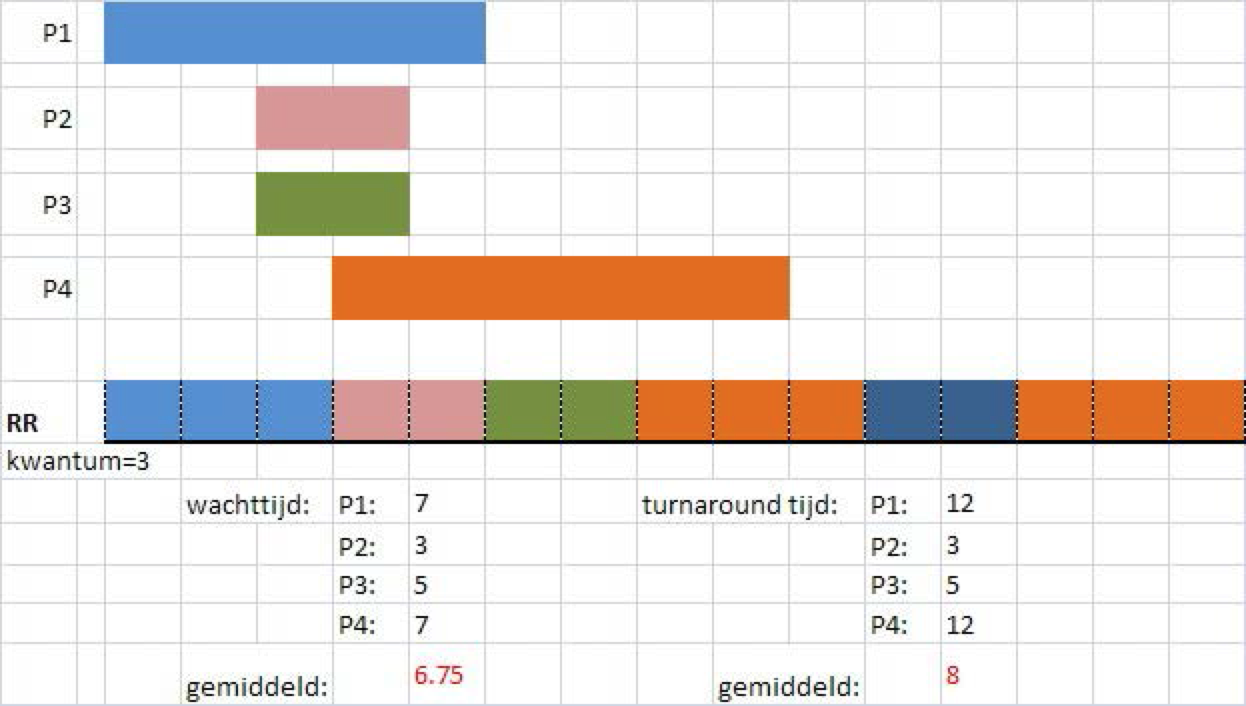 P1
P2
P3
P4
RR
kwantum=3
wachttijd: P1: 7 turnaround tijd: P1: 12
P2: 3 P2: 3
P3: 5 P3: 5
P4: 7 P4: 12
gemiddeld: 6.75 gemiddeld: 8